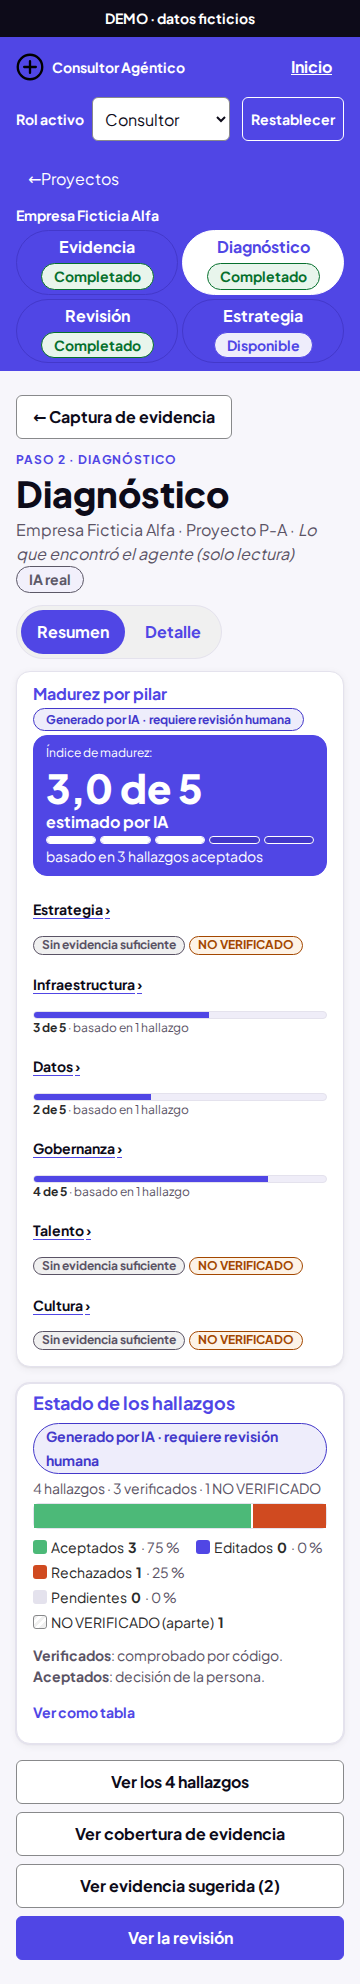 DEMO · datos ficticios
Consultor Agéntico
Inicio
Rol activo
Consultor
Restablecer
←Proyectos
Empresa Ficticia Alfa
Evidencia
Completado
Diagnóstico
Completado
Revisión
Completado
Estrategia
Disponible
← Captura de evidencia
PASO 2 · DIAGNÓSTICO
Diagnóstico
Empresa Ficticia Alfa · Proyecto P-A · Lo
que encontró el agente (solo lectura)
IA real
Resumen
Detalle
Madurez por pilar
Generado por IA · requiere revisión humana
Índice de madurez:
3,0 de 5
estimado por IA
basado en 3 hallazgos aceptados
Estrategia ›
Sin evidencia suficiente NO VERIFICADO
Infraestructura ›
3 de 5 · basado en 1 hallazgo
Datos ›
2 de 5 · basado en 1 hallazgo
Gobernanza ›
4 de 5 · basado en 1 hallazgo
Talento ›
Sin evidencia suficiente NO VERIFICADO
Cultura ›
Sin evidencia suficiente NO VERIFICADO
Estado de los hallazgos
Generado por IA · requiere revisión
humana
4 hallazgos · 3 verificados · 1 NO VERIFICADO
Aceptados 3 · 75 % Editados 0 · 0 %
Rechazados 1 · 25 %
Pendientes 0 · 0 %
NO VERIFICADO (aparte) 1
Verificados: comprobado por código.
Aceptados: decisión de la persona.
Ver como tabla
Ver los 4 hallazgos
Ver cobertura de evidencia
Ver evidencia sugerida (2)
Ver la revisión